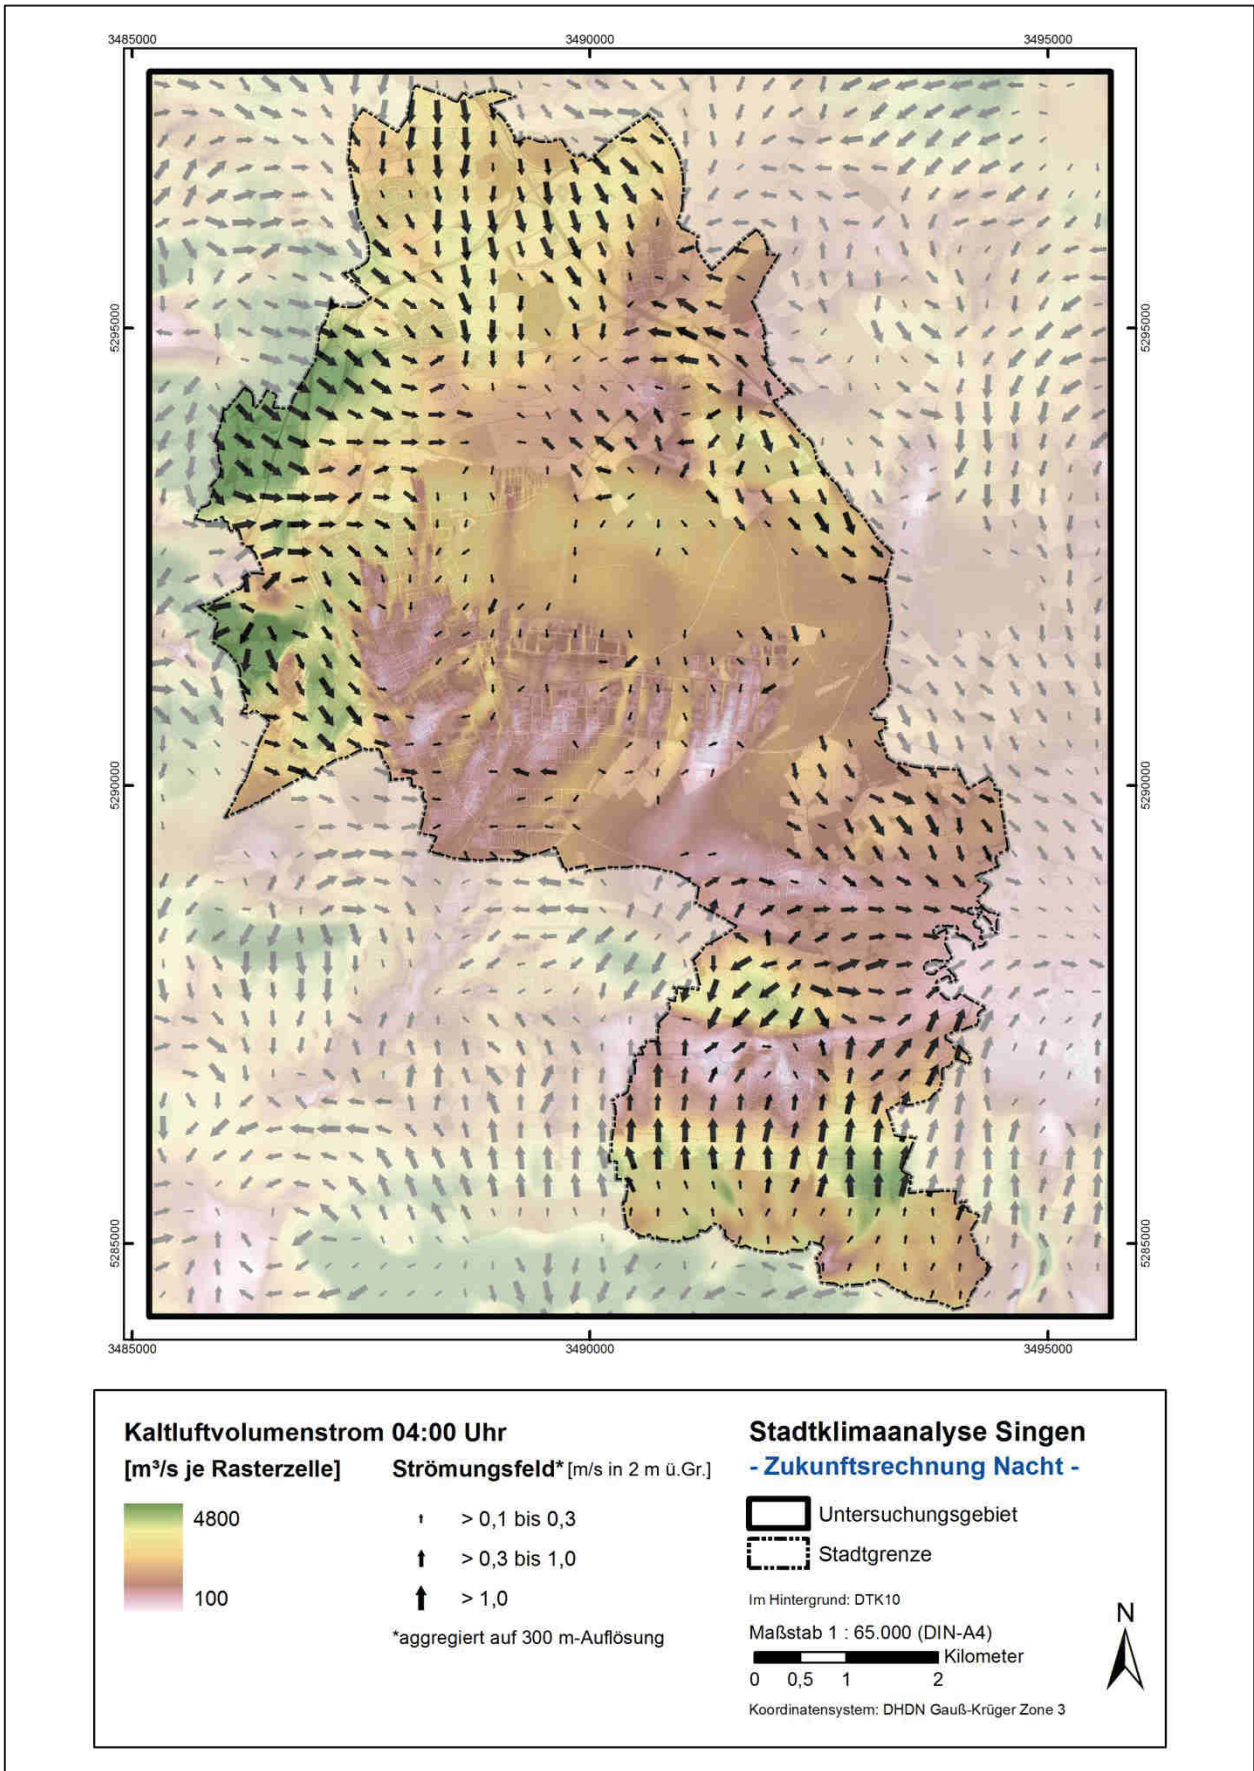 3485000 3490000 3495000
5295000 5295000
5290000 5290000
5285000 5285000
3485000 3490000 3495000
Kaltluftvolumenstrom 04:00 Uhr
[m³/s je Rasterzelle]
4800
100
Strömungsfeld* [m/s in 2 m ü.Gr.]
> 0,1 bis 0,3
> 0,3 bis 1,0
> 1,0
*aggregiert auf 300 m-Auflösung
Stadtklimaanalyse Singen
- Zukunftsrechnung Nacht -
Untersuchungsgebiet
Stadtgrenze
Im Hintergrund: DTK10
Maßstab 1 : 65.000 (DIN-A4)
Kilometer
0 0,5 1 2
Koordinatensystem: DHDN Gauß-Krüger Zone 3
N